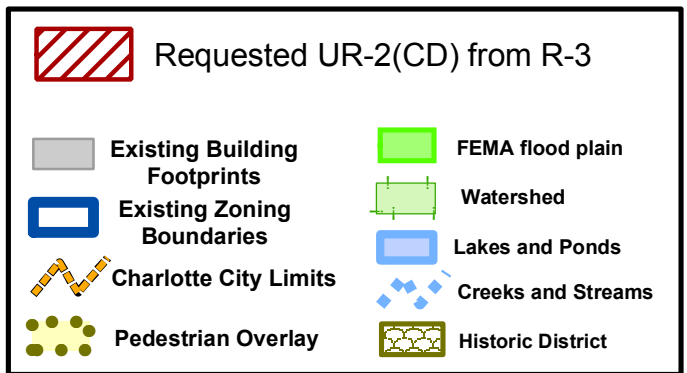 Requested UR-2(CD) from R-3
Existing Building
Footprints
Existing Zoning
Boundaries
Charlotte City Limits
Pedestrian Overlay
FEMA flood plain
Watershed
Lakes and Ponds
Creeks and Streams
Historic District